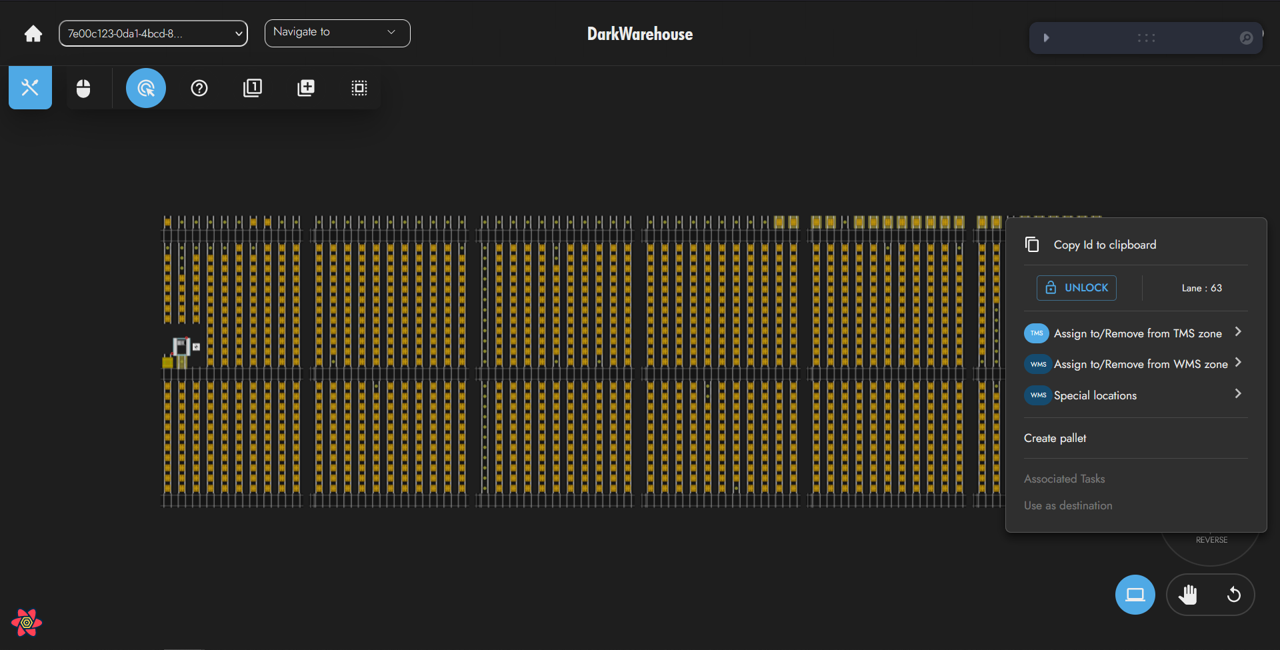 7e00c123-0da1-4bcd-8...
Navigate to
DarkWarehouse
1
Copy Id to clipboard
UNLOCK
Lane : 63
TMS Assign to/Remove from TMS zone
WMS Assign to/Remove from WMS zone
WMS Special locations
Create pallet
Associated Tasks
Use as destination
REVERSE